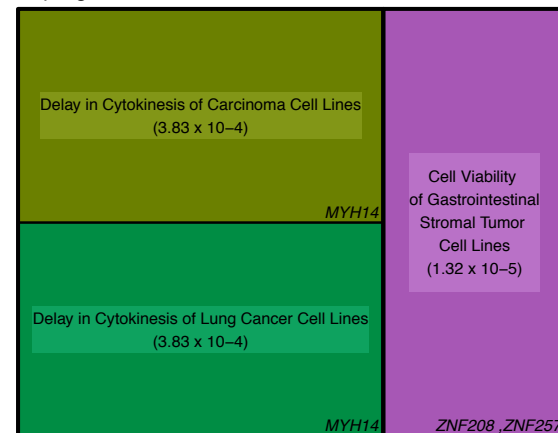 Delay in Cytokinesis of Carcinoma Cell Lines
(3.83 x 10−4)
MYH14
Delay in Cytokinesis of Lung Cancer Cell Lines
(3.83 x 10−4)
MYH14
Cell Viability
of Gastrointestinal
Stromal Tumor
Cell Lines
(1.32 x 10−5)
ZNF208 ,ZNF257